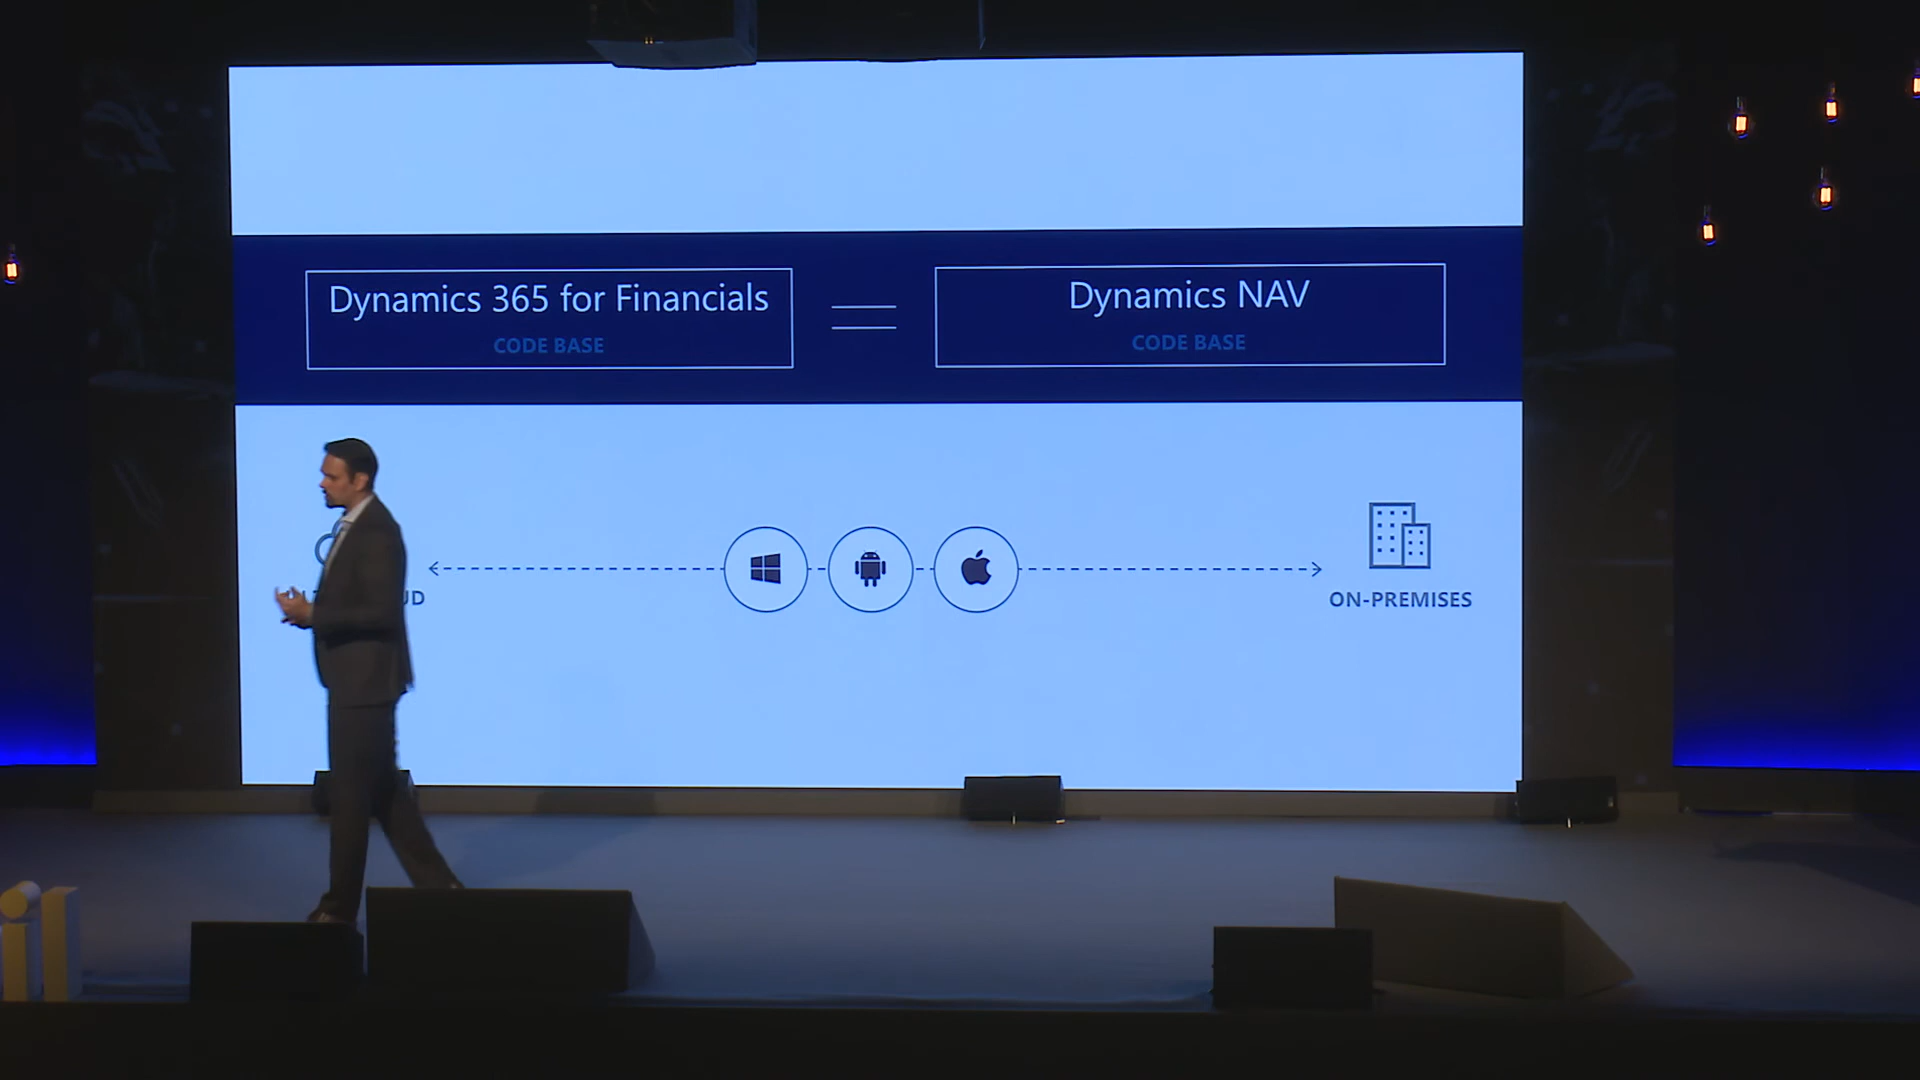 Dynamics 365 for Financials
CODE BASE
Dynamics NAV
CODE BASE
ON-PREMISES